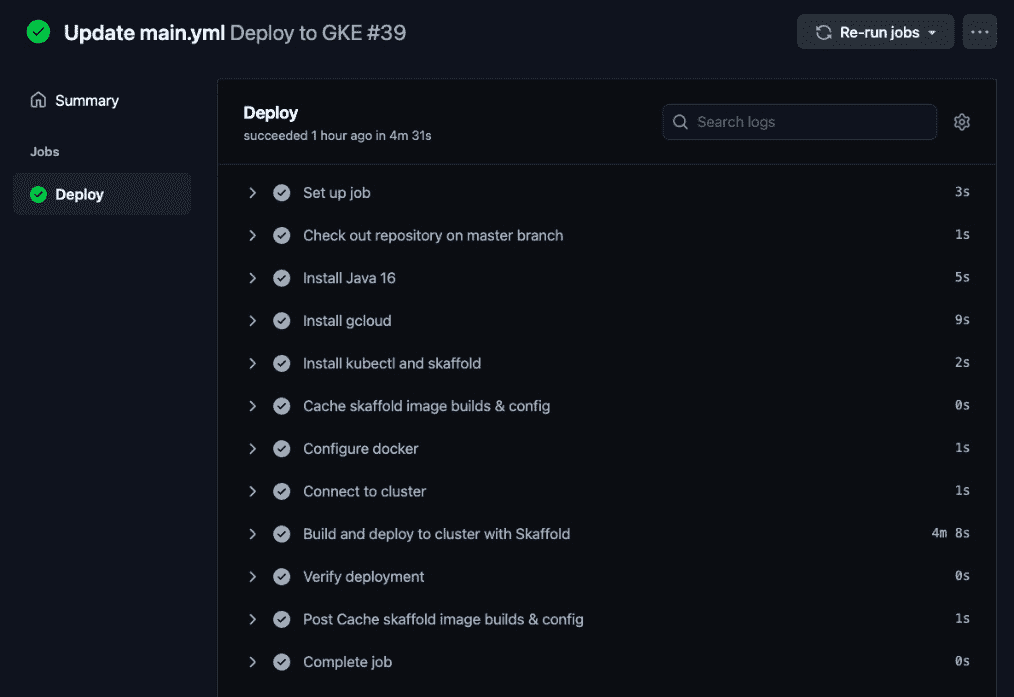 Update main.yml Deploy to GKE #39
Re-run jobs
Summary
Jobs
Deploy
Deploy
succeeded 1 hour ago in 4m 31s
Search logs
Set up job 3s
Check out repository on master branch 1s
Install Java 16 5s
Install gcloud 9s
Install kubectl and skaffold 2s
Cache skaffold image builds & config 0s
Configure docker 1s
Connect to cluster 1s
Build and deploy to cluster with Skaffold 4m 8s
Verify deployment 0s
Post Cache skaffold image builds & config 1s
Complete job 0s